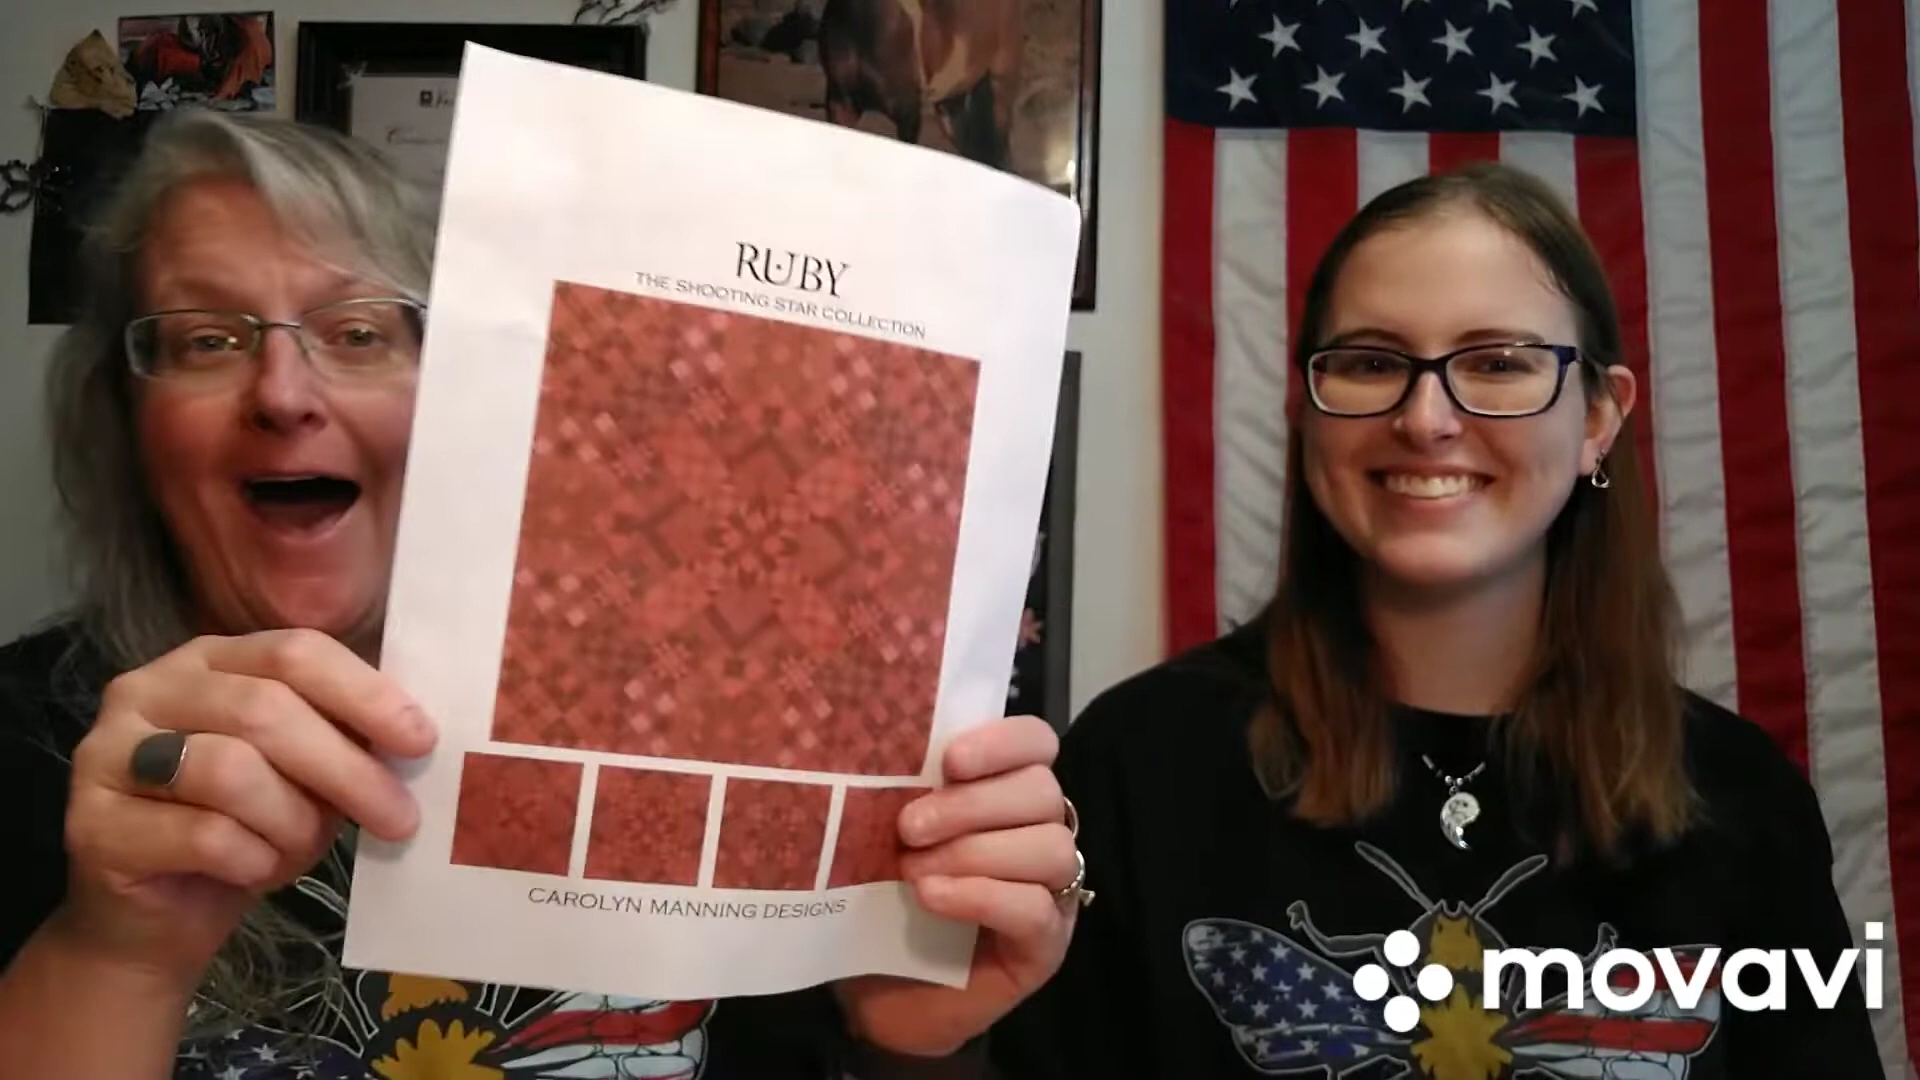 RUBY
THE SHOOTING STAR COLLECTION
CAROLYN MANNING DESIGNS
movavi